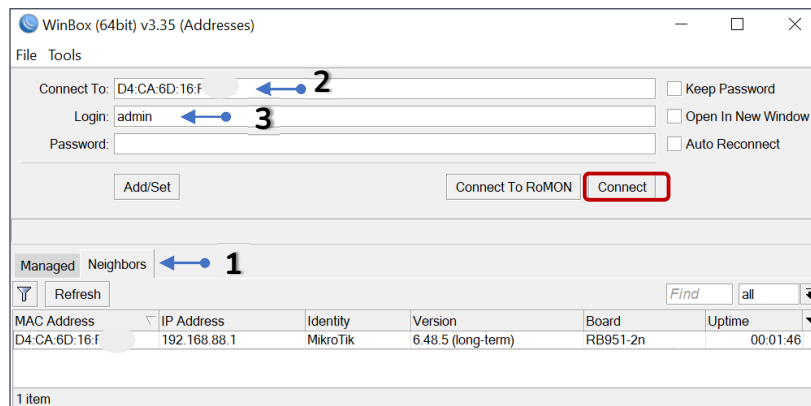 WinBox (64bit) v3.35 (Addresses)
File Tools
Connect To: D4:CA:6D:16:F 2 Keep Password
Login: admin 3 Open In New Window
Password: Auto Reconnect
Add/Set Connect To RoMON Connect
Managed Neighbors 1
Refresh Find all
MAC Address IP Address Identity Version Board Uptime
D4:CA:6D:16:F 192.168.88.1 MikroTik 6.48.5 (long-term) RB951-2n 00:01:46
1 item